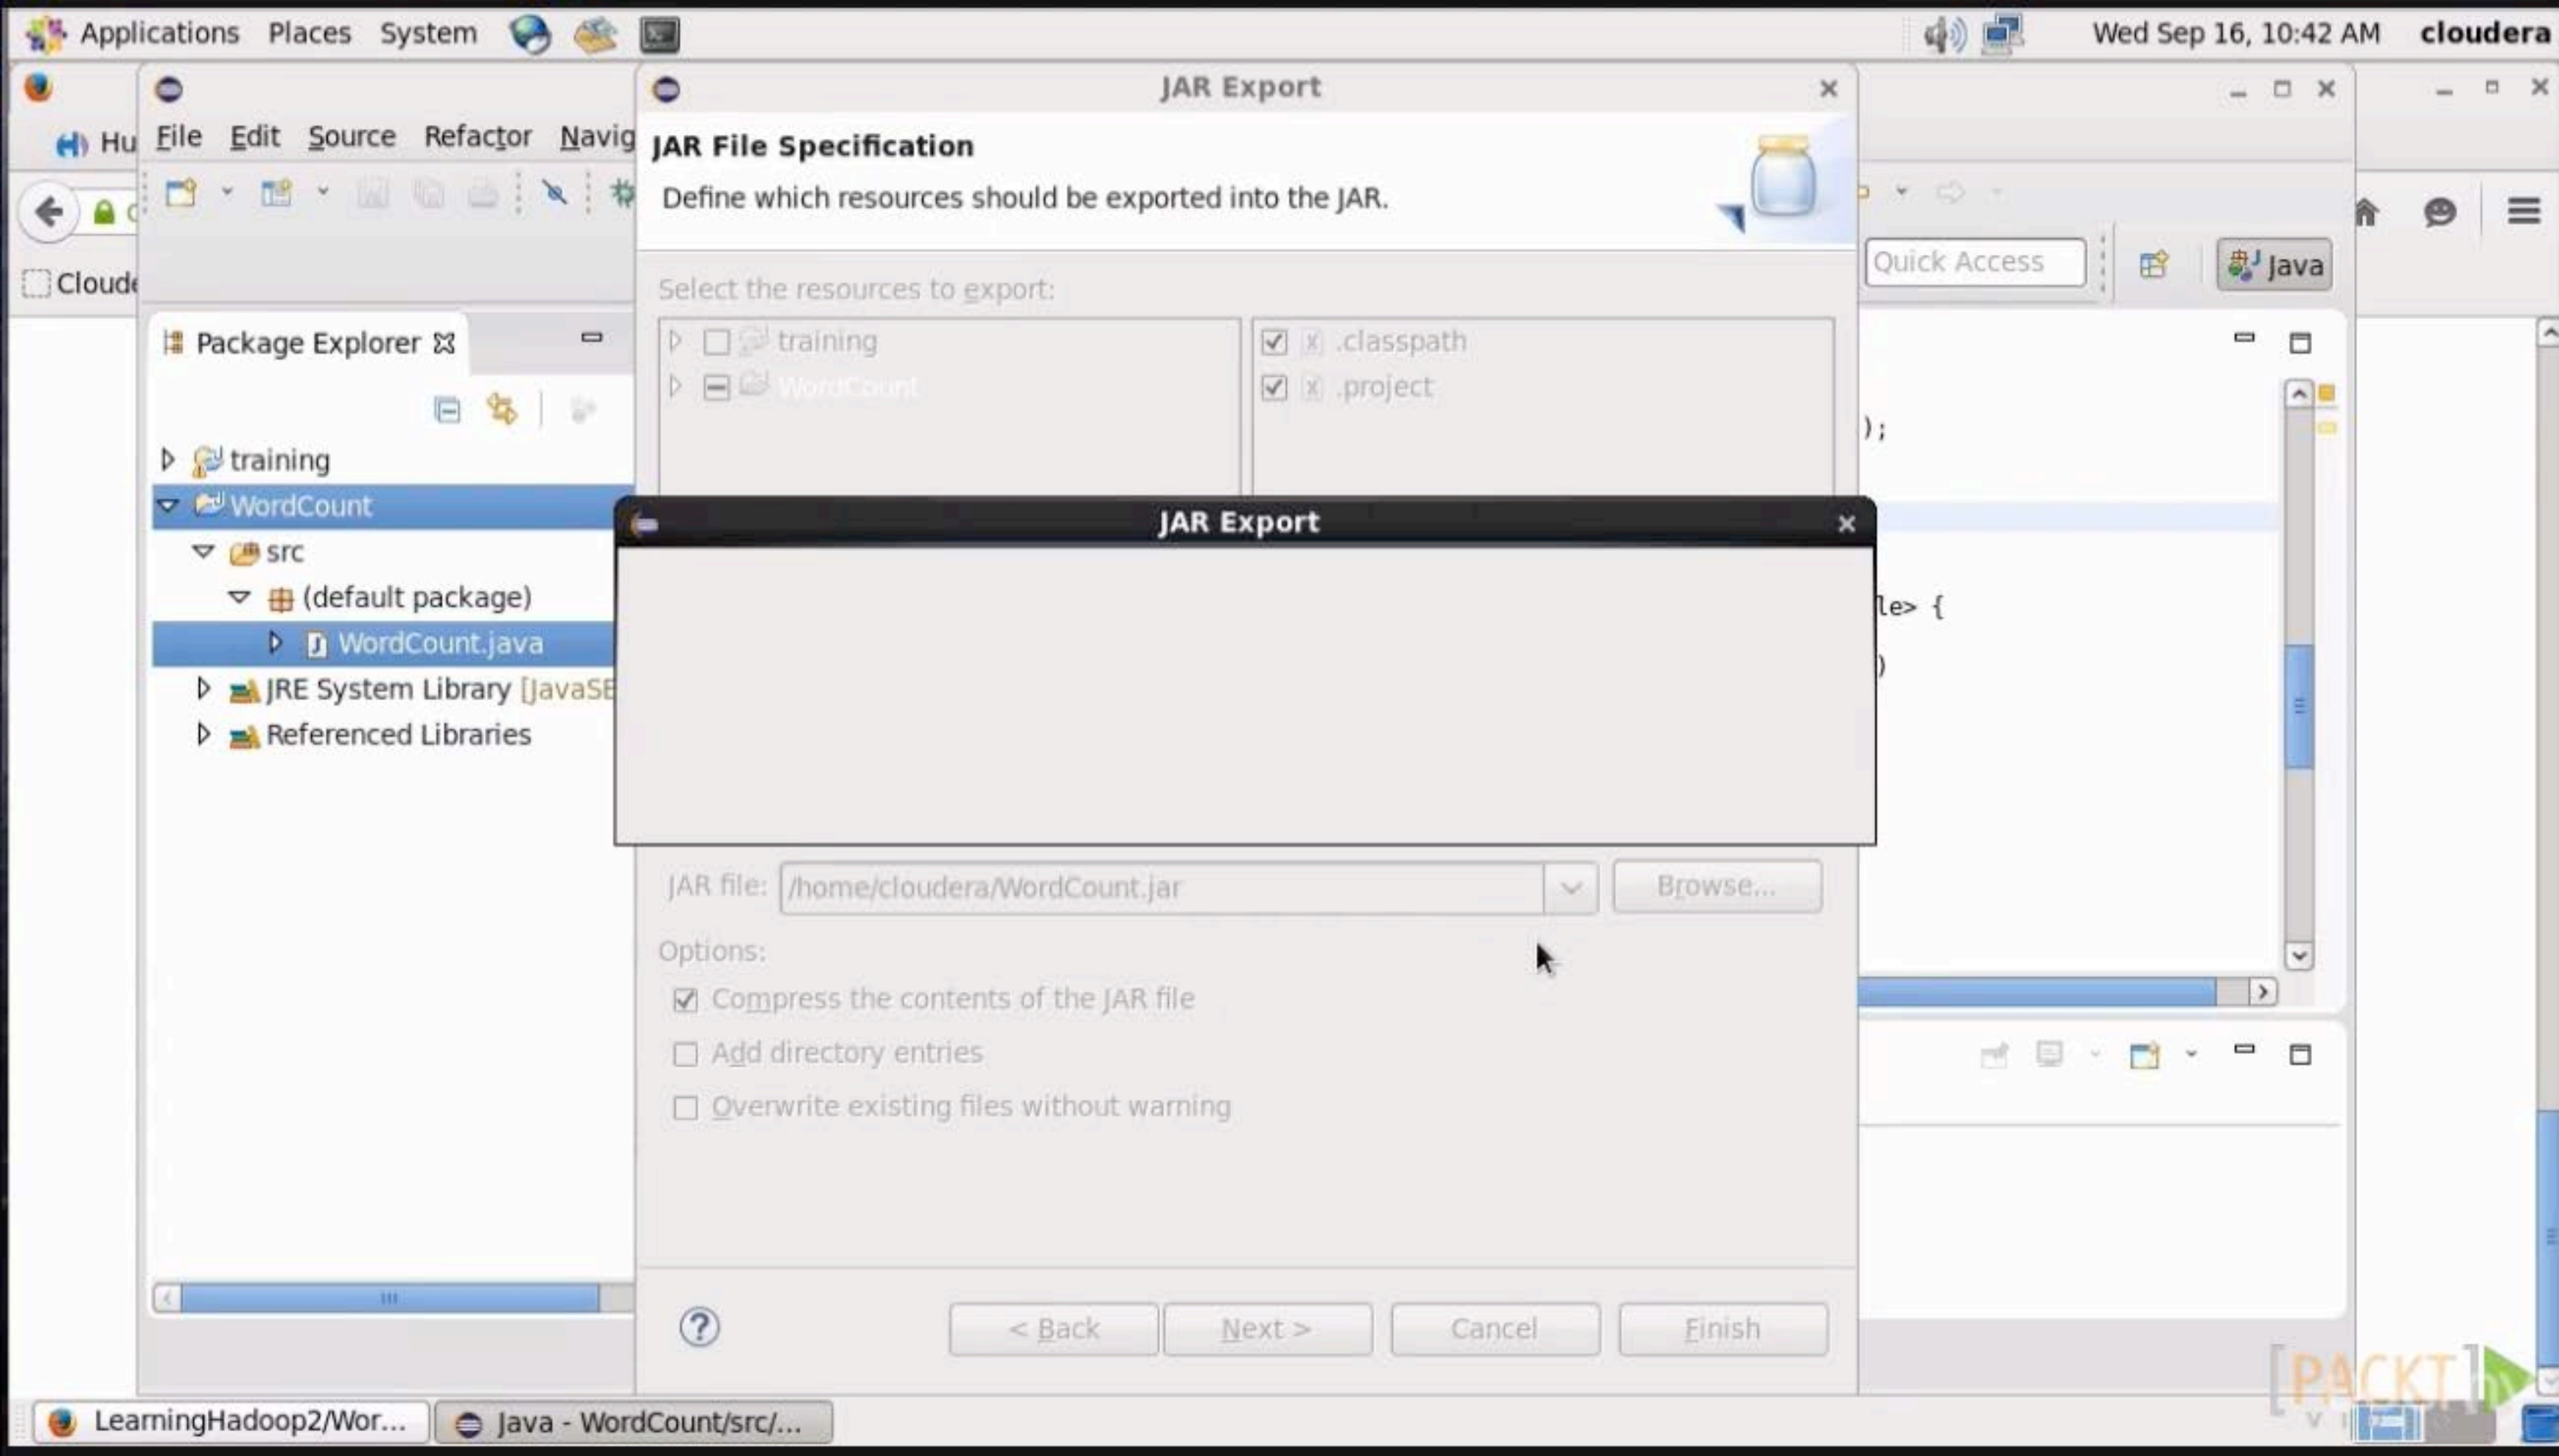 Applications Places System Wed Sep 16, 10:42 AM cloudera
JAR Export
Hu File Edit Source Refactor Navig
JAR File Specification
Define which resources should be exported into the JAR.
Quick Access Java
Cloude
Select the resources to export:
Package Explorer
training .classpath
WordCount .project
);
training
WordCount
JAR Export
src
(default package)
le> {
WordCount.java
)
JRE System Library [JavaSE
Referenced Libraries
JAR file: /home/cloudera/WordCount.jar Browse...
Options:
Compress the contents of the JAR file
Add directory entries
Overwrite existing files without warning
< Back Next > Cancel Finish
[PACKT]
LearningHadoop2/Wor... Java - WordCount/src/...